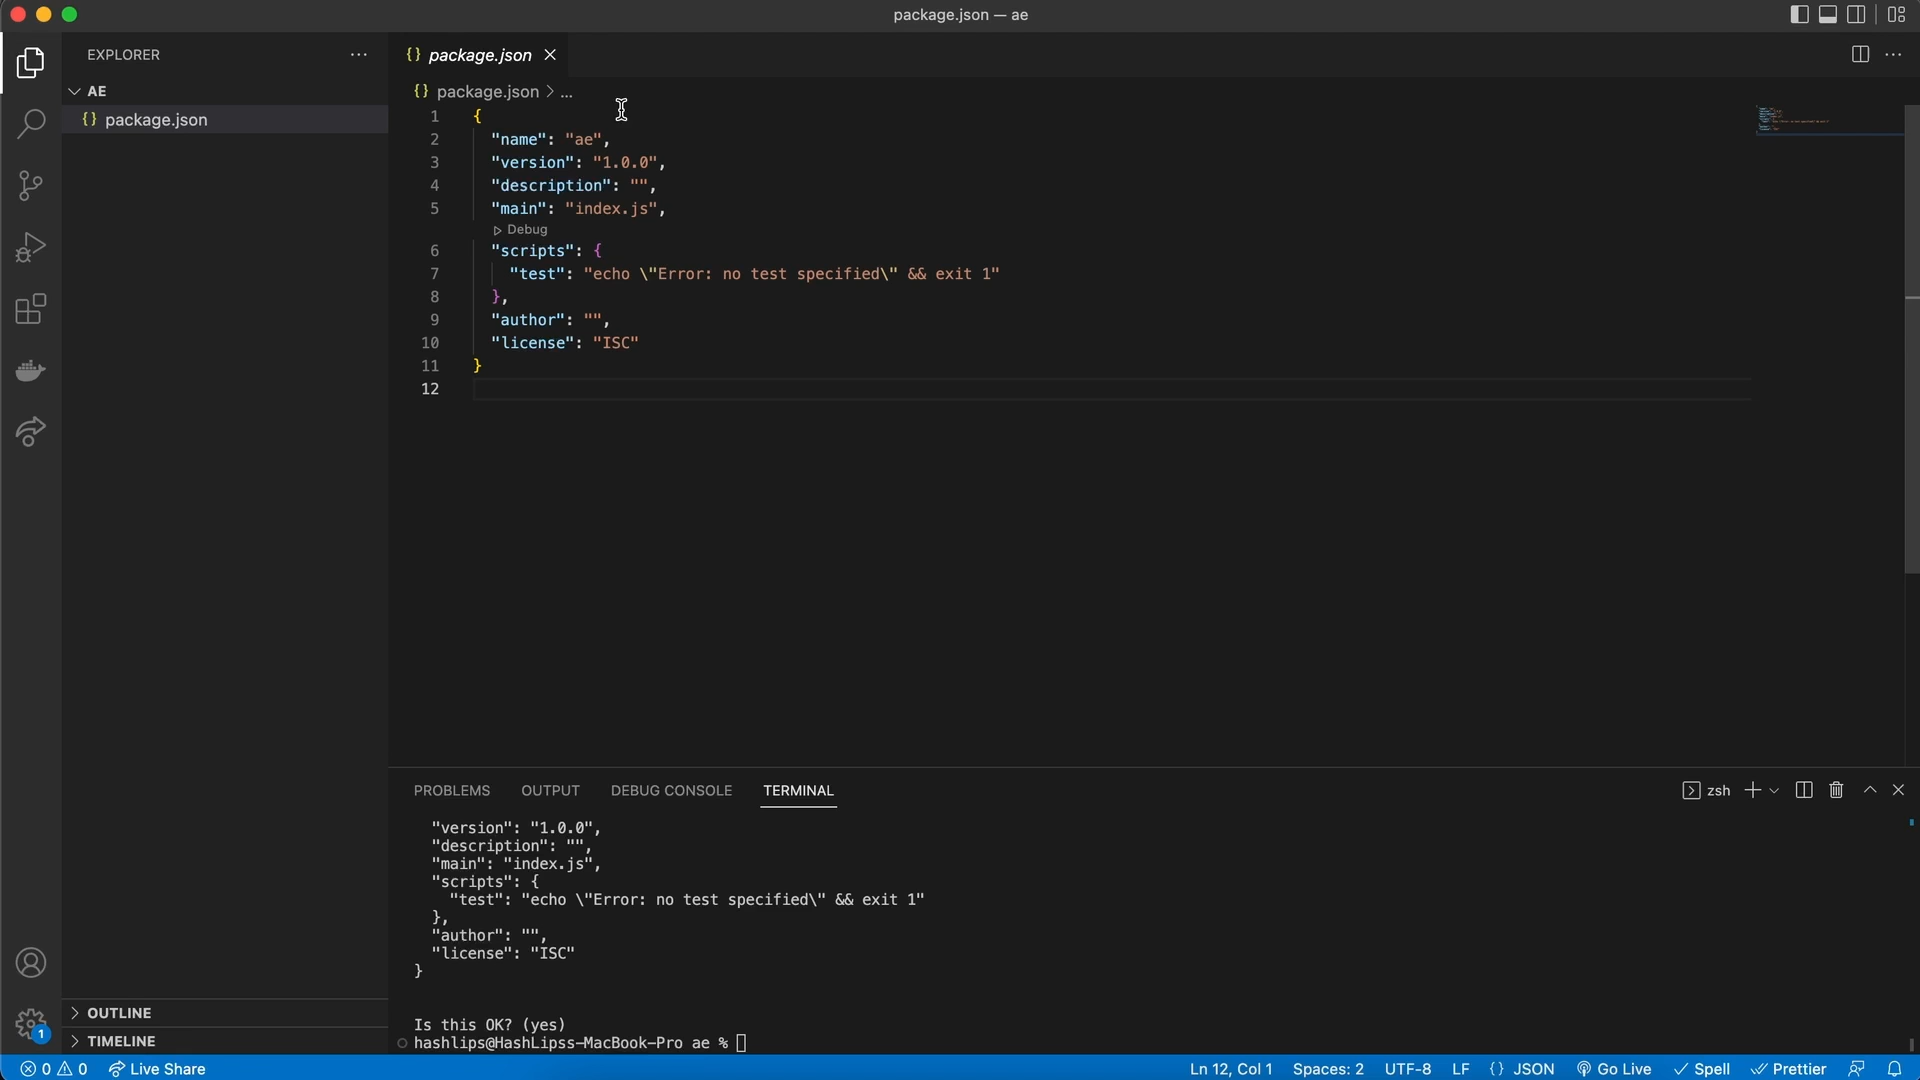 package.json — ae
EXPLORER
AE
{} package.json
{} package.json
{} package.json > ...
1 {
2 "name": "ae",
3 "version": "1.0.0",
4 "description": "",
5 "main": "index.js",
Debug
6 "scripts": {
7 "test": "echo \"Error: no test specified\" && exit 1"
8 },
9 "author": "",
10 "license": "ISC"
11 }
12
PROBLEMS OUTPUT DEBUG CONSOLE TERMINAL
zsh
"version": "1.0.0",
"description": "",
"main": "index.js",
"scripts": {
"test": "echo \"Error: no test specified\" && exit 1"
},
"author": "",
"license": "ISC"
}
Is this OK? (yes)
hashlips@HashLipss-MacBook-Pro ae %
OUTLINE
TIMELINE
1
0 0 Live Share Ln 12, Col 1 Spaces: 2 UTF-8 LF {} JSON Go Live Spell Prettier